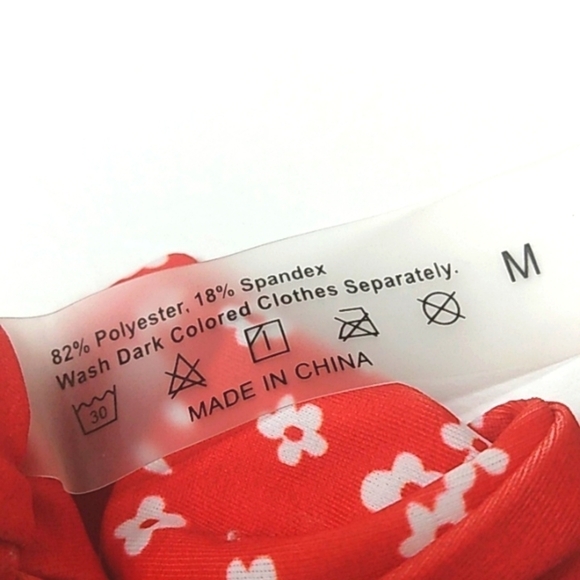 82% Polyester, 18% Spandex
Wash Dark Colored Clothes Separately.
30
MADE IN CHINA
M